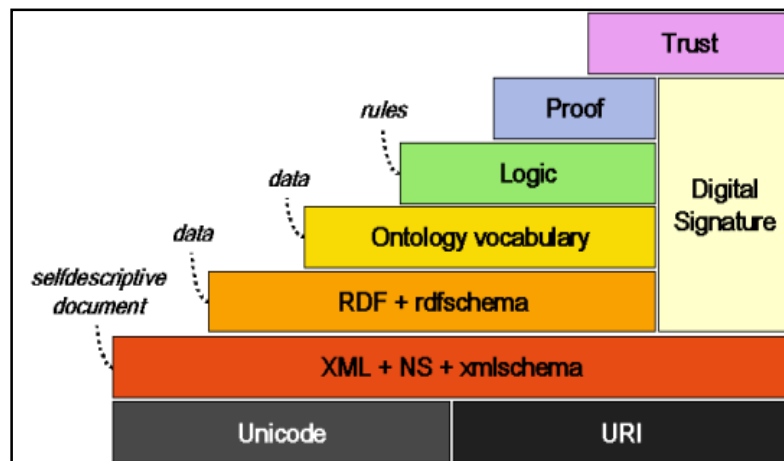 Trust
Proof
rules
Logic
Digital
Signature
data
Ontology vocabulary
data
RDF + rdfschema
selfdescriptive
document
XML + NS + xmlschema
Unicode
URI